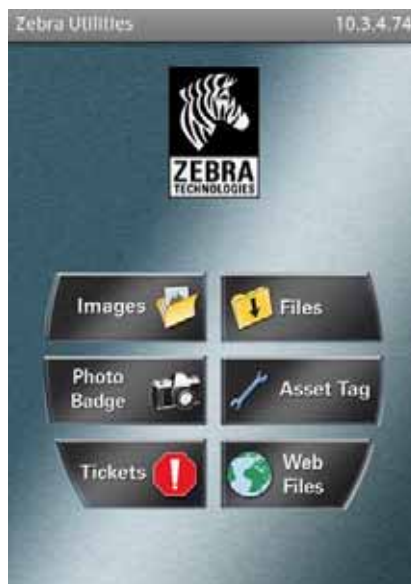 Zebra Utilities 10.3.4.74
ZEBRA
TECHNOLOGIES
Images Files
Photo
Badge
Asset Tag
Tickets
Web
Files